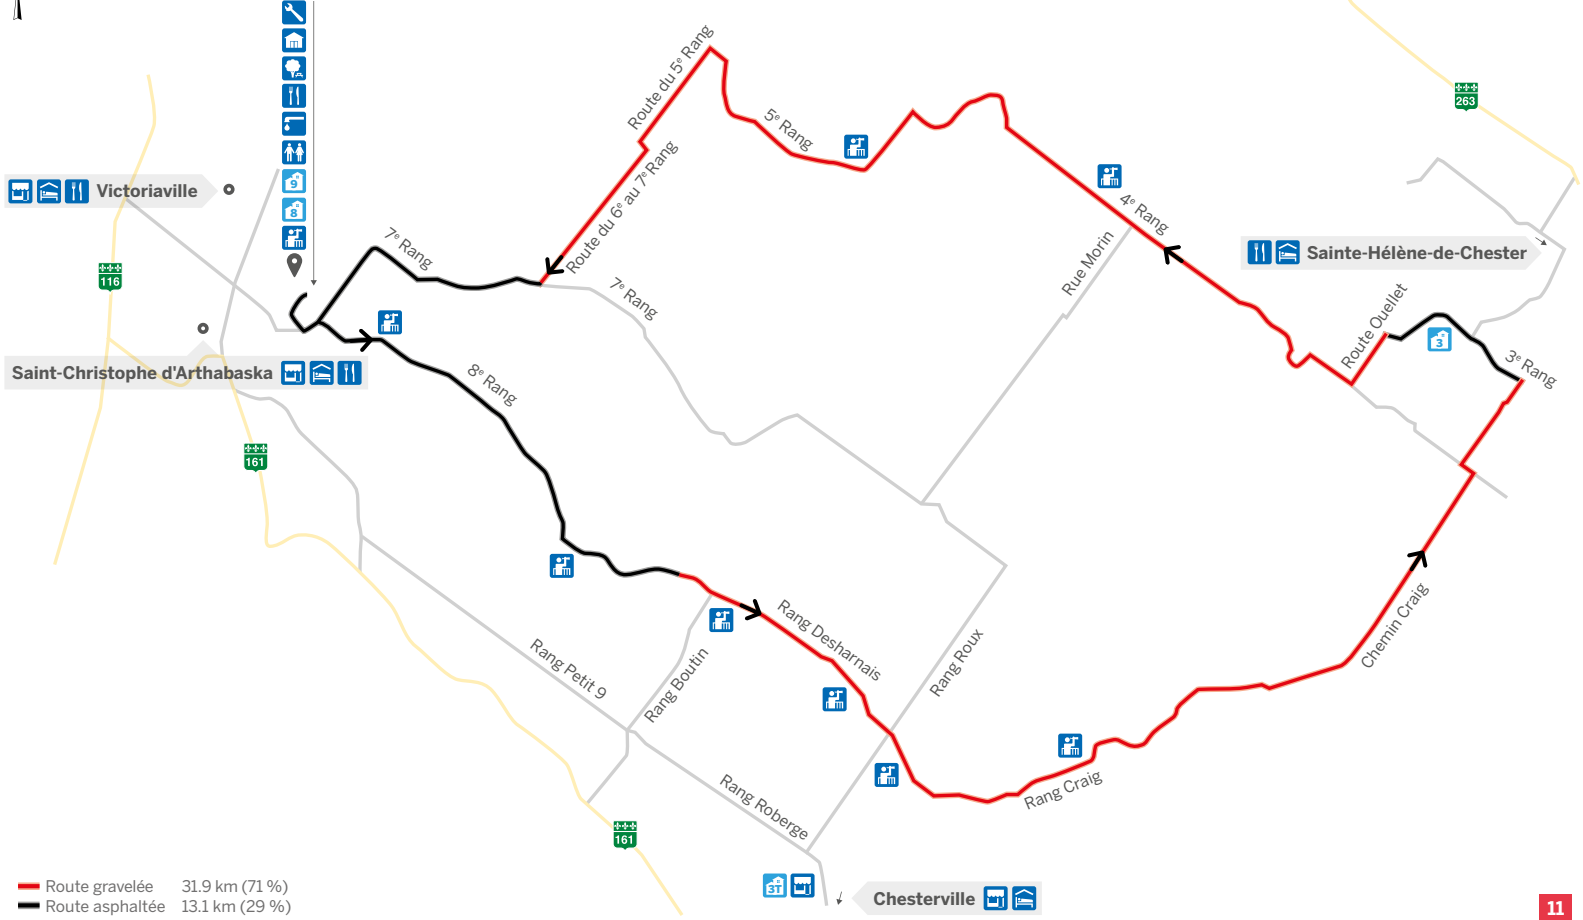 Route du 5e Rang
5e Rang
263
Route du 6e au 7e Rang
9
Victoriaville
8
4e Rang
7e Rang
116
Rue Morin
Sainte-Hélène-de-Chester
7e Rang
Route Ouellet
3
3e Rang
Saint-Christophe d'Arthabaska
8e Rang
161
Rang Desharnais
Chemin Craig
Rang Petit 9
Rang Boutin
Rang Roux
Rang Craig
Rang Roberge
161
3T
Chesterville
Route gravelée 31.9 km (71 %)
Route asphaltée 13.1 km (29 %)
11